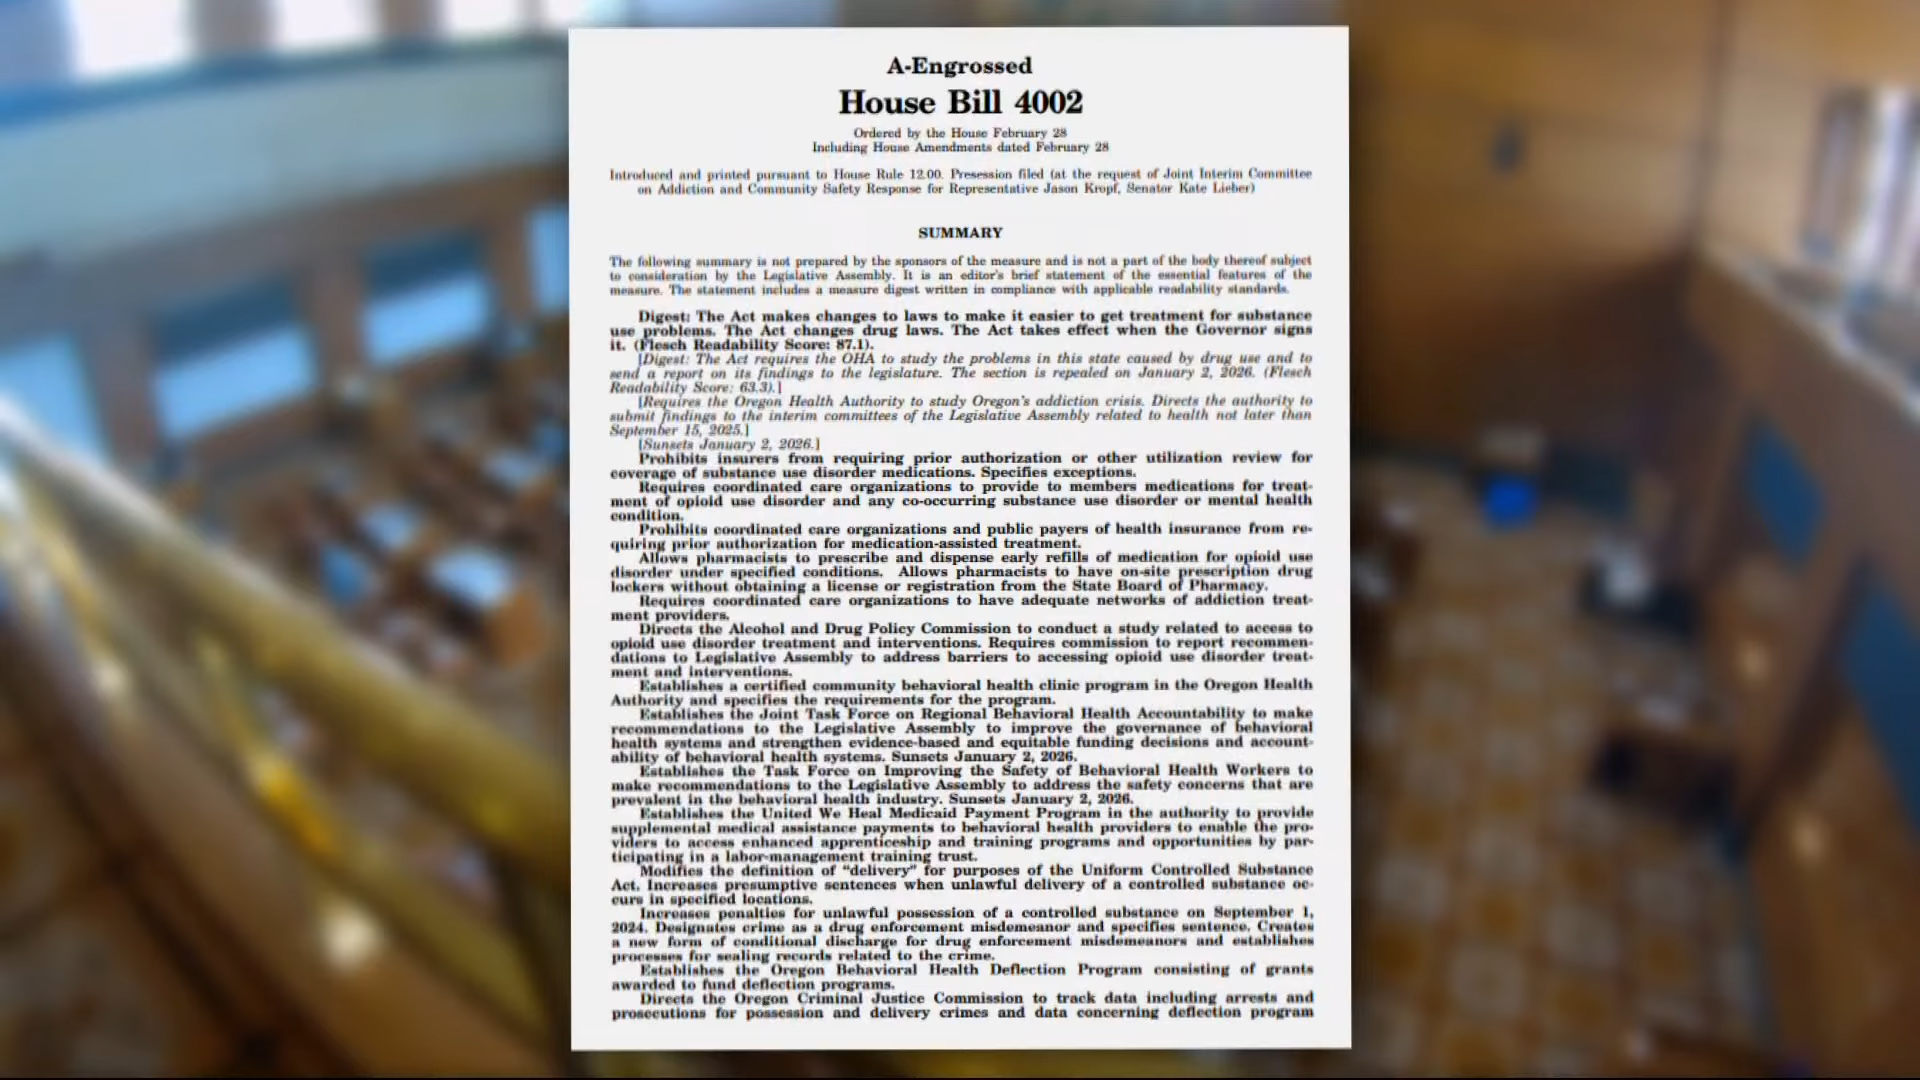 A-Engrossed
House Bill 4002
Ordered by the House February 28
Including House Amendments dated February 28
Introduced and printed pursuant to House Rule 12.00. Presession filed (at the request of Joint Interim Committee
on Addiction and Community Safety Response for Representative Jason Kropf, Senator Kate Lieber)
SUMMARY
The following summary is not prepared by the sponsors of the measure and is not a part of the body thereof subject
to consideration by the Legislative Assembly. It is an editor's brief statement of the essential features of the
measure. The statement includes a measure digest written in compliance with applicable readability standards.
Digest: The Act makes changes to laws to make it easier to get treatment for substance
use problems. The Act changes drug laws. The Act takes effect when the Governor signs
it. (Flesch Readability Score: 87.1).
[Digest: The Act requires the OHA to study the problems in this state caused by drug use and to
send a report on its findings to the legislature. The section is repealed on January 2, 2026. (Flesch
Readability Score: 63.3).]
[Requires the Oregon Health Authority to study Oregon's addiction crisis. Directs the authority to
submit findings to the interim committees of the Legislative Assembly related to health not later than
September 15, 2025.]
[Sunsets January 2, 2026.]
Prohibits insurers from requiring prior authorization or other utilization review for
coverage of substance use disorder medications. Specifies exceptions.
Requires coordinated care organizations to provide to members medications for treat-
ment of opioid use disorder and any co-occurring substance use disorder or mental health
condition.
Prohibits coordinated care organizations and public payers of health insurance from re-
quiring prior authorization for medication-assisted treatment.
Allows pharmacists to prescribe and dispense early refills of medication for opioid use
disorder under specified conditions. Allows pharmacists to have on-site prescription drug
lockers without obtaining a license or registration from the State Board of Pharmacy.
Requires coordinated care organizations to have adequate networks of addiction treat-
ment providers.
Directs the Alcohol and Drug Policy Commission to conduct a study related to access to
opioid use disorder treatment and interventions. Requires commission to report recommen-
dations to Legislative Assembly to address barriers to accessing opioid use disorder treat-
ment and interventions.
Establishes a certified community behavioral health clinic program in the Oregon Health
Authority and specifies the requirements for the program.
Establishes the Joint Task Force on Regional Behavioral Health Accountability to make
recommendations to the Legislative Assembly to improve the governance of behavioral
health systems and strengthen evidence-based and equitable funding decisions and account-
ability of behavioral health systems. Sunsets January 2, 2026.
Establishes the Task Force on Improving the Safety of Behavioral Health Workers to
make recommendations to the Legislative Assembly to address the safety concerns that are
prevalent in the behavioral health industry. Sunsets January 2, 2026.
Establishes the United We Heal Medicaid Payment Program in the authority to provide
supplemental medical assistance payments to behavioral health providers to enable the pro-
viders to access enhanced apprenticeship and training programs and opportunities by par-
ticipating in a labor-management training trust.
Modifies the definition of “delivery” for purposes of the Uniform Controlled Substance
Act. Increases presumptive sentences when unlawful delivery of a controlled substance oc-
curs in specified locations.
Increases penalties for unlawful possession of a controlled substance on September 1,
2024. Designates crime as a drug enforcement misdemeanor and specifies sentence. Creates
a new form of conditional discharge for drug enforcement misdemeanors and establishes
processes for sealing records related to the crime.
Establishes the Oregon Behavioral Health Deflection Program consisting of grants
awarded to fund deflection programs.
Directs the Oregon Criminal Justice Commission to track data including arrests and
prosecutions for possession and delivery crimes and data concerning deflection program